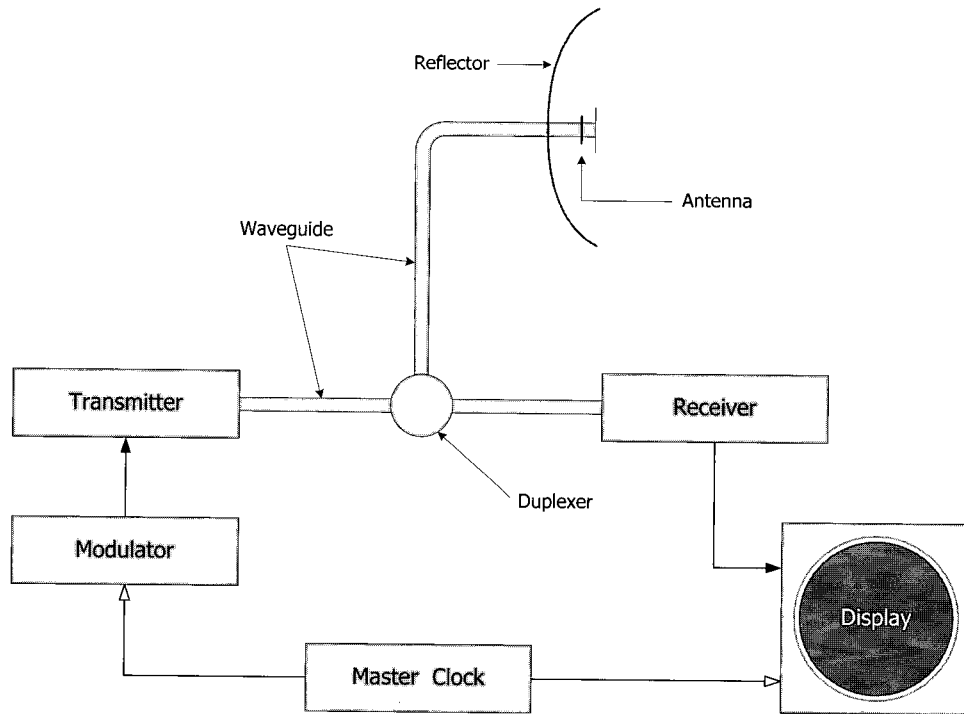 Reflector
Antenna
Waveguide
Transmitter
Receiver
Duplexer
Modulator
Display
Master Clock